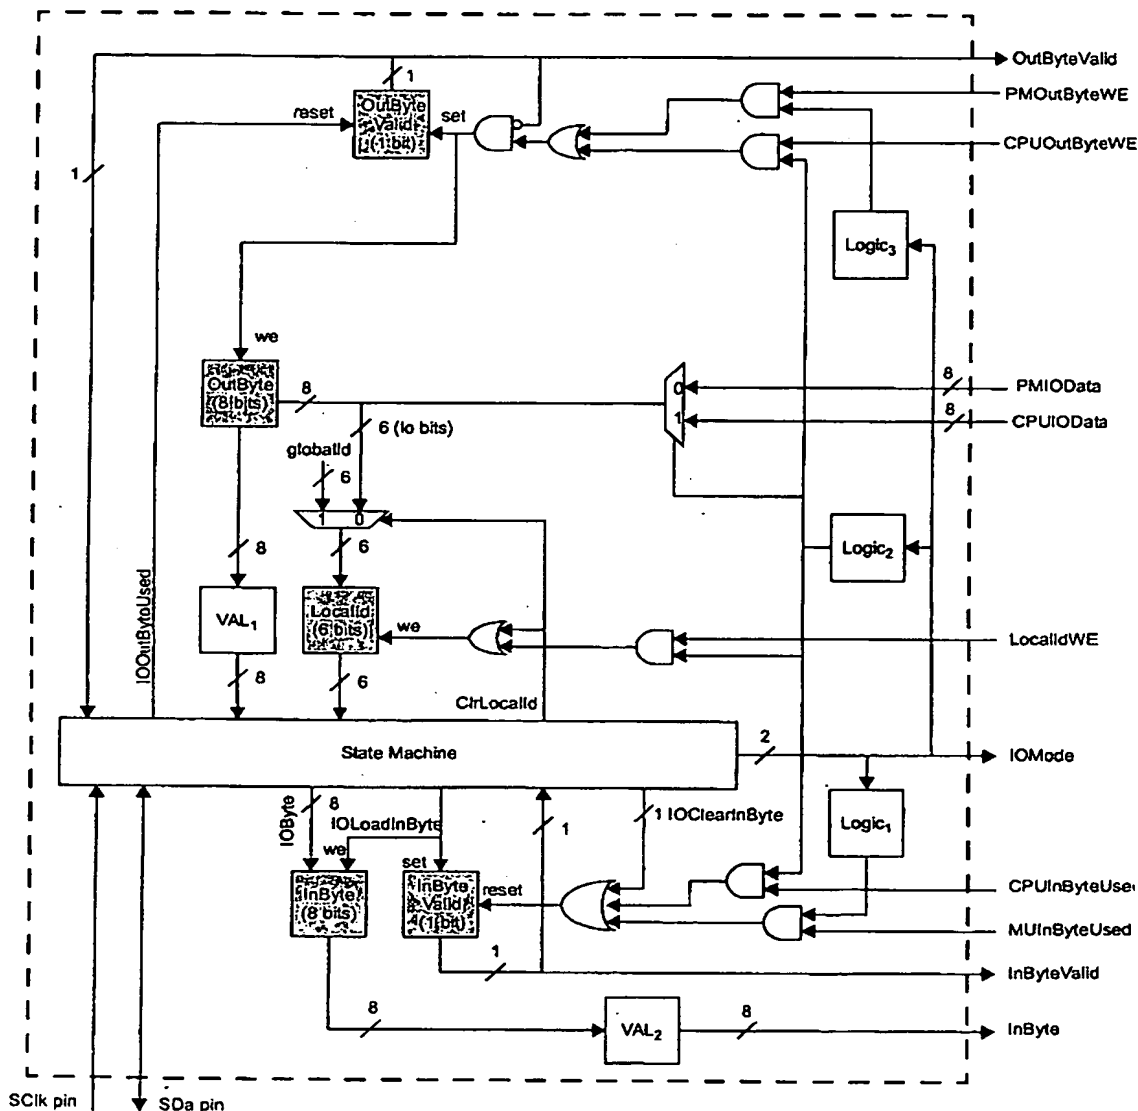 OutByteValid
1
PMOutByteWE
reset
OutByte
Valid
(1 bit)
set
CPUOutByteWE
1
Logic3
we
OutByte
(8 bits)
8
0
8
PMIOData
1
8
CPUIOData
6 (lo bits)
globalId
6
1 0
Logic2
8
6
IOOutByteUsed
VAL1
LocalId
(6 bits)
we
LocalIdWE
8
6
ClrLocalId
State Machine
2
IOMode
IOByte
8
IOLoadInByte
1
1 IOClearInByte
Logic1
we
set
InByte
(8 bits)
InByte
Valid
(1 bit)
reset
CPUInByteUsed
MUInByteUsed
1
InByteValid
8
VAL2
8
InByte
SClk pin
SDa pin